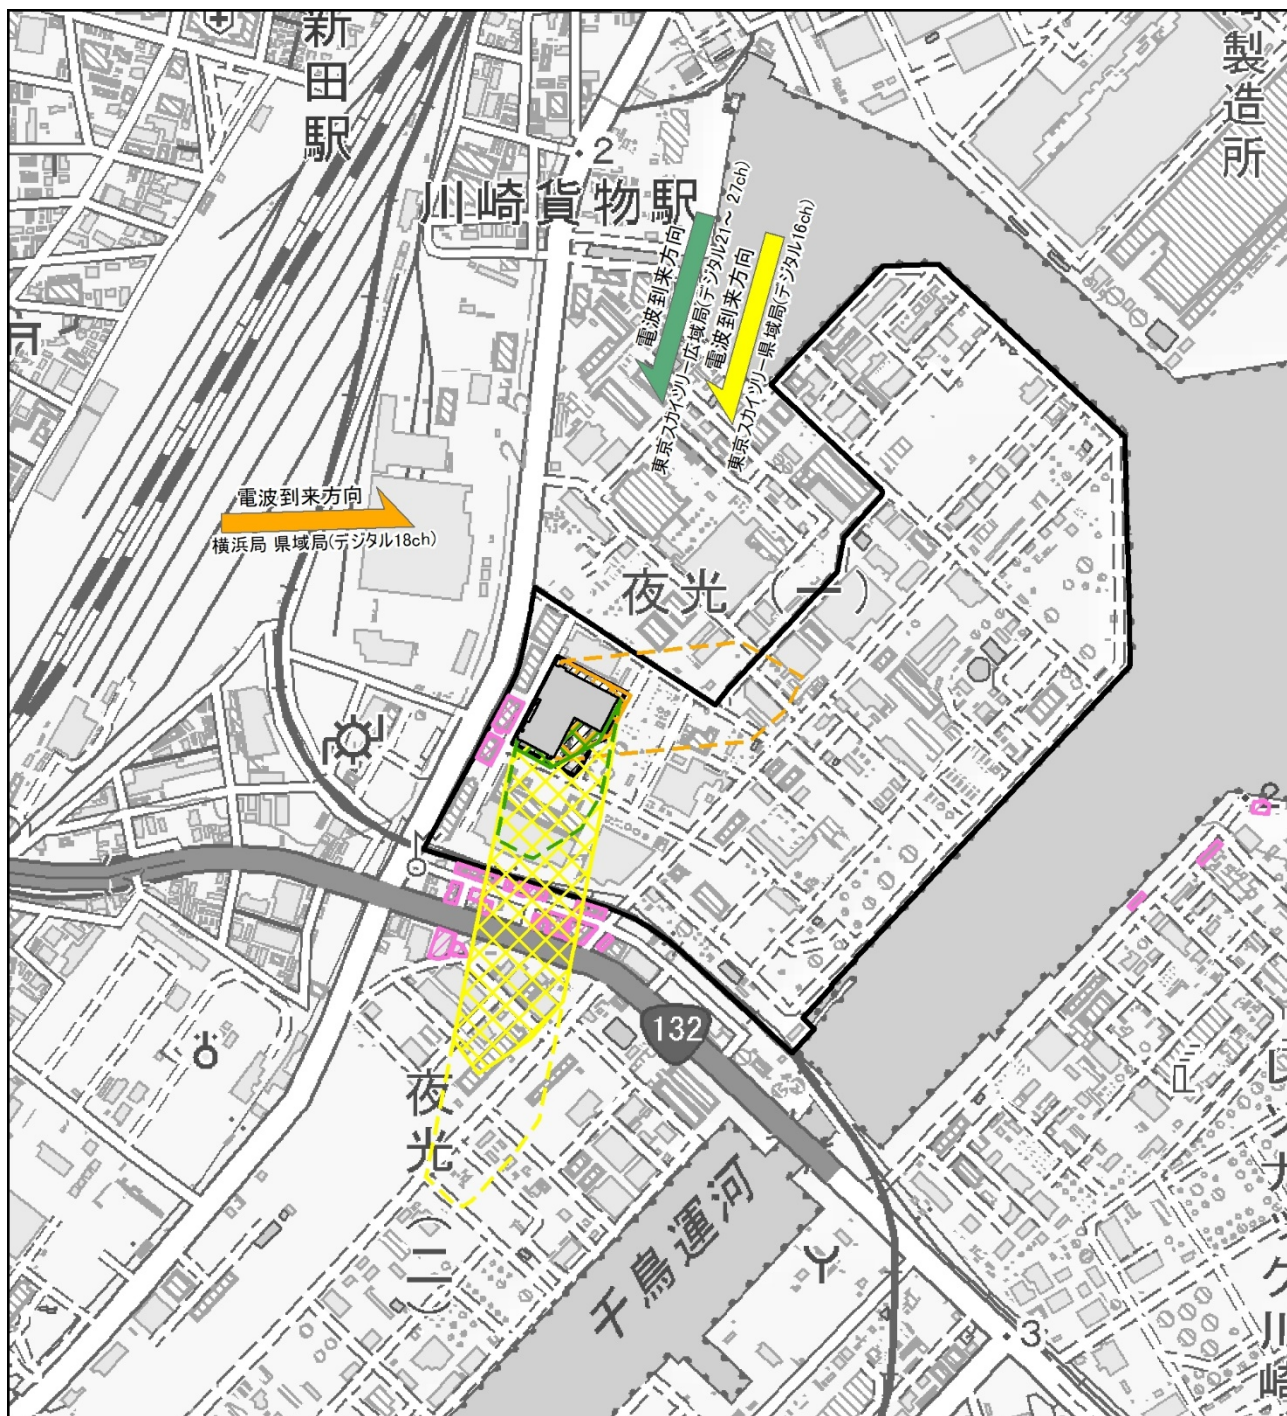 新田駅
製造所
2
川崎貨物駅
電波到来方向
東京スカイツリー広域局(デジタル21～27ch)
電波到来方向
東京スカイツリー県域局(デジタル16ch)
電波到来方向
横浜局 県域局(デジタル18ch)
夜光（一）
132
夜光（二）
千鳥運河
3